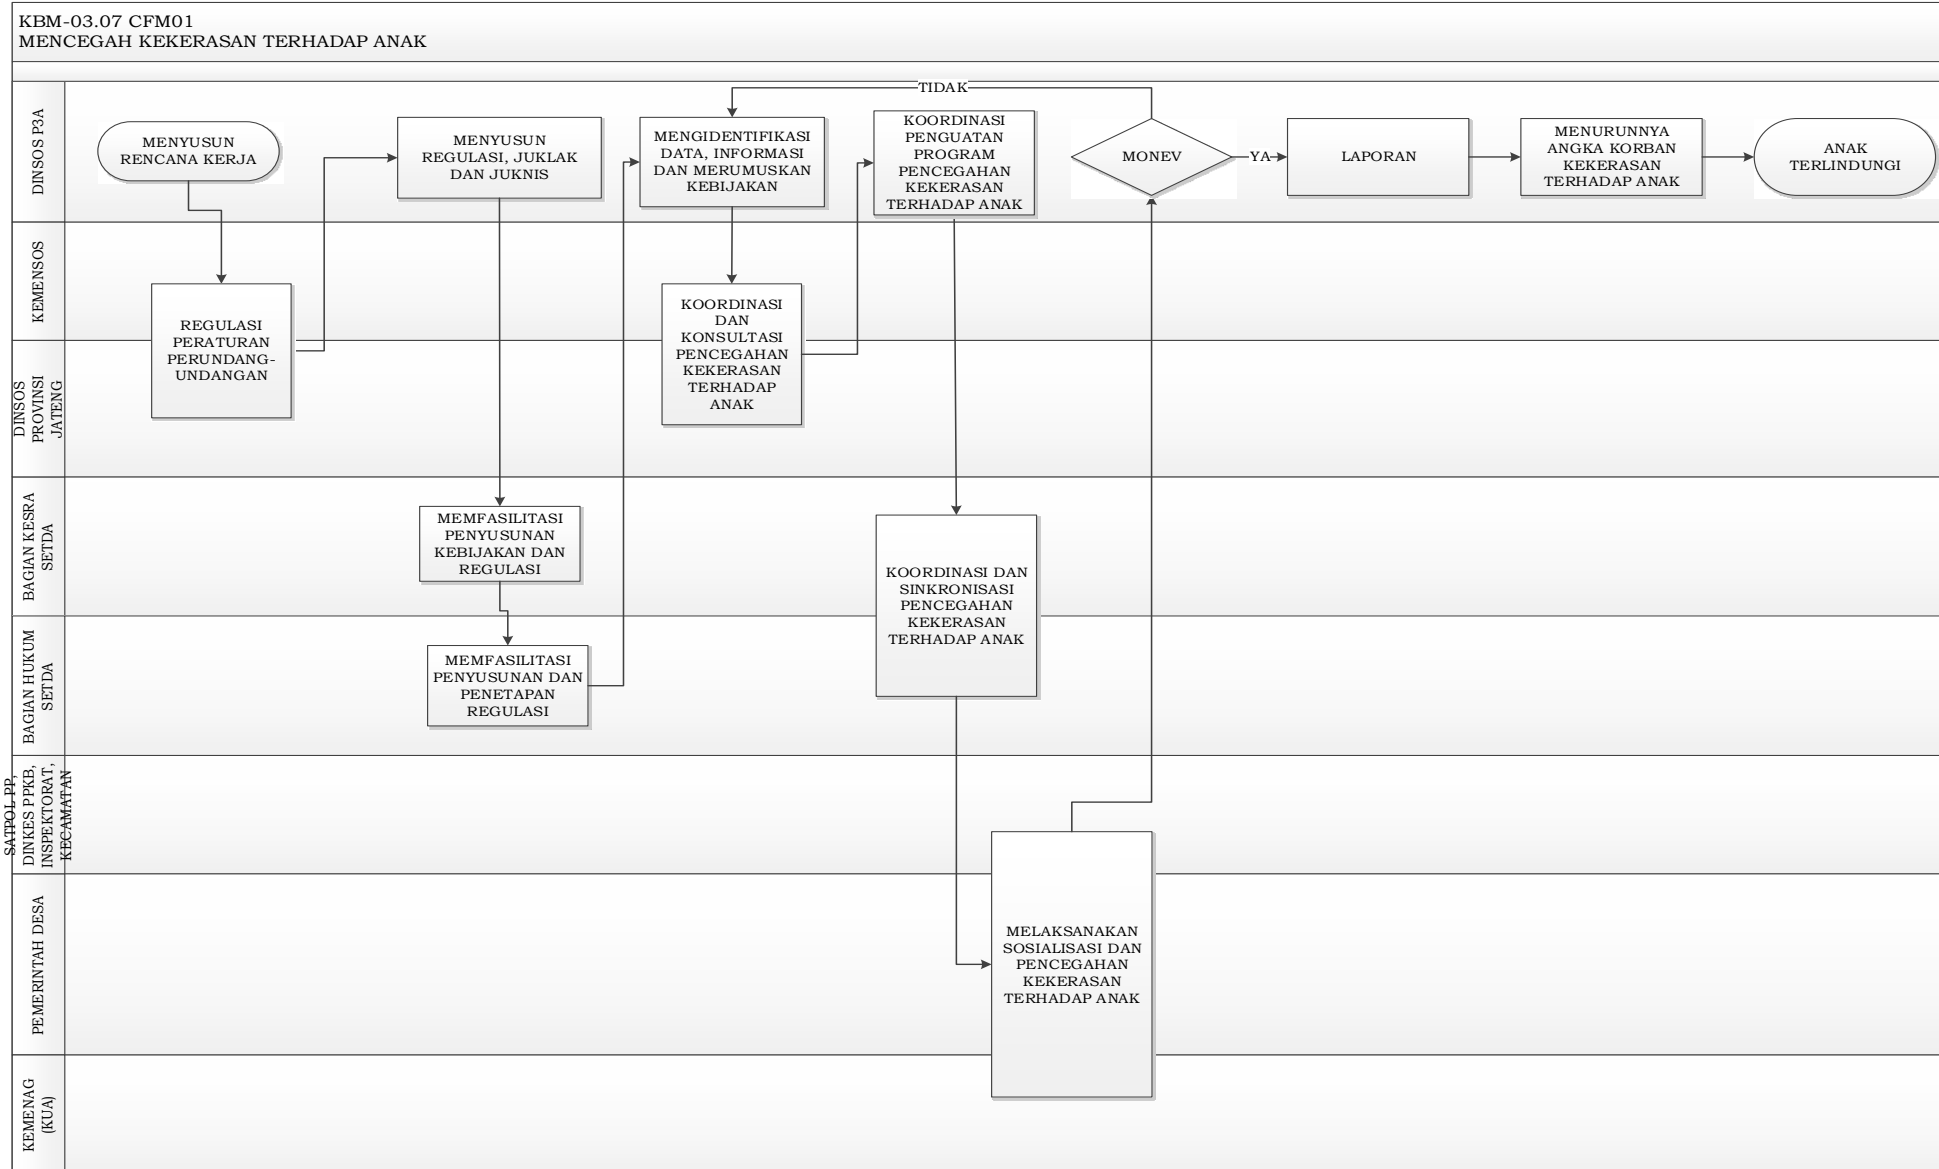 KBM-03.07 CFM01
MENCEGAH KEKERASAN TERHADAP ANAK
DINSOS P3A
MENYUSUN
RENCANA KERJA
MENYUSUN
REGULASI, JUKLAK
DAN JUKNIS
MENGIDENTIFIKASI
DATA, INFORMASI
DAN MERUMUSKAN
KEBIJAKAN
TIDAK
KOORDINASI
PENGUATAN
PROGRAM
PENCEGAHAN
KEKERASAN
TERHADAP ANAK
MONEV
YA
LAPORAN
MENURUNNYA
ANGKA KORBAN
KEKERASAN
TERHADAP ANAK
ANAK
TERLINDUNGI
KEMENSOS
REGULASI
PERATURAN
PERUNDANG-
UNDANGAN
KOORDINASI
DAN
KONSULTASI
PENCEGAHAN
KEKERASAN
TERHADAP
ANAK
DINSOS
PROVINSI
JATENG
BAGIAN KESRA
SETDA
MEMFASILITASI
PENYUSUNAN
KEBIJAKAN DAN
REGULASI
KOORDINASI DAN
SINKRONISASI
PENCEGAHAN
KEKERASAN
TERHADAP ANAK
BAGIAN HUKUM
SETDA
MEMFASILITASI
PENYUSUNAN DAN
PENETAPAN
REGULASI
SATPOL PP,
DINKES PPKB,
INSPEKTORAT,
KECAMATAN
PEMERINTAH DESA
MELAKSANAKAN
SOSIALISASI DAN
PENCEGAHAN
KEKERASAN
TERHADAP ANAK
KEMENAG
(KUA)